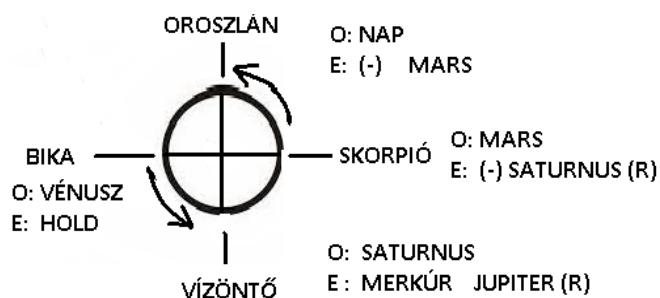 OROSZLÁN
O: NAP
E: (-) MARS
BIKA
O: VÉNUSZ
E: HOLD
SKORPIÓ
O: MARS
E: (-) SATURNUS (R)
VÍZÖNTŐ
O: SATURNUS
E : MERKÚR JUPITER (R)